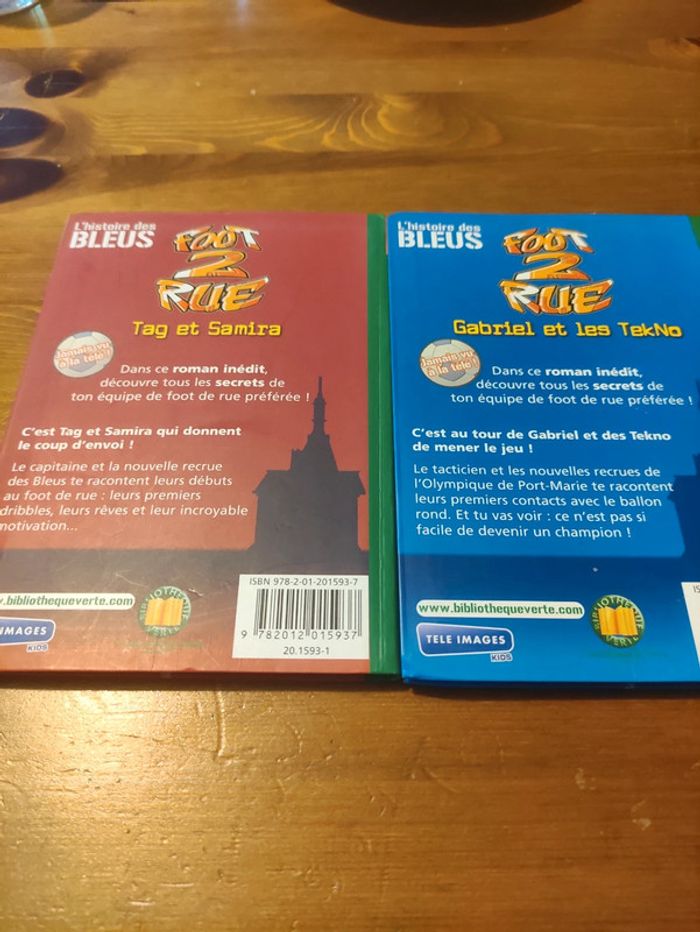 L'histoire des
BLEUS
FOOT
2
RUE
Tag et Samira
Jamais vu
à la télé !
Dans ce roman inédit,
découvre tous les secrets de
ton équipe de foot de rue préférée !
C'est Tag et Samira qui donnent
le coup d'envoi !
Le capitaine et la nouvelle recrue
des Bleus te racontent leurs débuts
au foot de rue : leurs premiers
dribbles, leurs rêves et leur incroyable
motivation...
.bibliothequeverte.com
BIBLIOTHEQUE
VERTE
IMAGES
KIDS
ISBN 978-2-01-201593-7
9 782012 015937
20.1593-1
L'histoire des
BLEUS
FOOT
2
RUE
Gabriel et les TekNo
Jamais vu
à la télé !
Dans ce roman inédit,
découvre tous les secrets de
ton équipe de foot de rue préférée !
C'est au tour de Gabriel et des Tekno
de mener le jeu !
Le tacticien et les nouvelles recrues de
l'Olympique de Port-Marie te racontent
leurs premiers contacts avec le ballon
rond. Et tu vas voir : ce n'est pas si
facile de devenir un champion !
www.bibliothequeverte.com
BIBLIOTHEQUE
VERTE
TELE IMAGES
KIDS